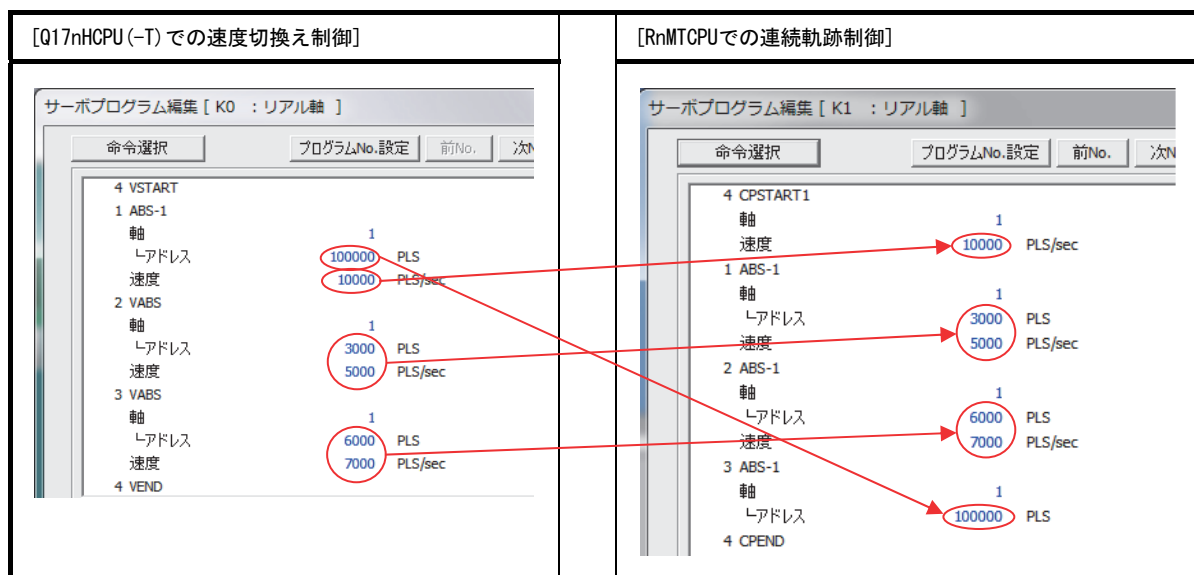 [Q17nHCPU(-T)での速度切換え制御]
サーボプログラム編集 [ K0 : リアル軸 ]
命令選択 プログラムNo.設定 前No. 次N
4 VSTART
1 ABS-1
軸 1
└アドレス 100000 PLS
速度 10000 PLS/sec
2 VABS
軸 1
└アドレス 3000 PLS
速度 5000 PLS/sec
3 VABS
軸 1
└アドレス 6000 PLS
速度 7000 PLS/sec
4 VEND
[RnMTCPUでの連続軌跡制御]
サーボプログラム編集 [ K1 : リアル軸 ]
命令選択 プログラムNo.設定 前No. 次N
4 CPSTART1
軸 1
速度 10000 PLS/sec
1 ABS-1
軸 1
└アドレス 3000 PLS
速度 5000 PLS/sec
2 ABS-1
軸 1
└アドレス 6000 PLS
速度 7000 PLS/sec
3 ABS-1
軸 1
└アドレス 100000 PLS
4 CPEND